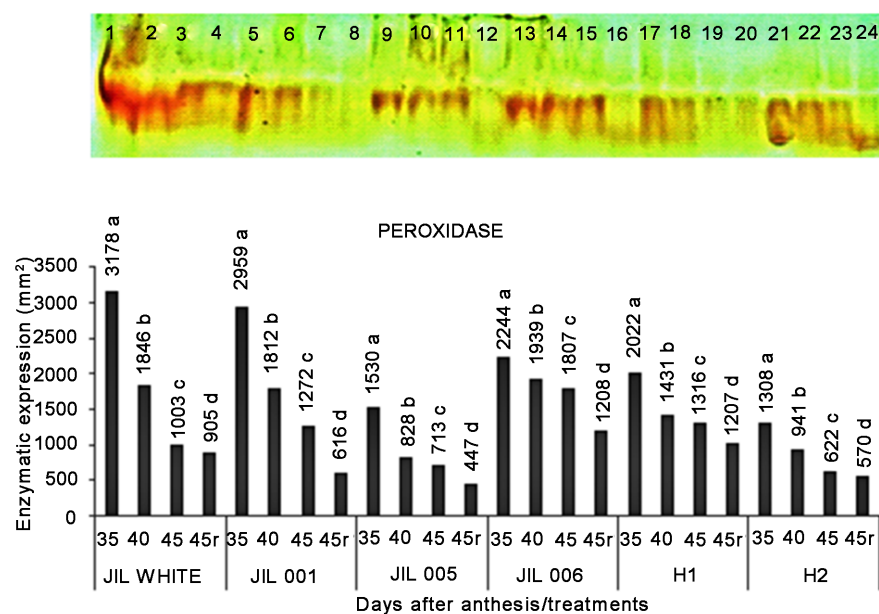 1 2 3 4 5 6 7 8 9 10 11 12 13 14 15 16 17 18 19 20 21 22 23 24
PEROXIDASE
Enzymatic expression (mm²)
3500
3000
2500
2000
1500
1000
500
0
3178 a 1846 b 1003 c 905 d 2959 a 1812 b 1272 c 616 d 1530 a 828 b 713 c 447 d 2244 a 1939 b 1807 c 1208 d 2022 a 1431 b 1316 c 1207 d 1308 a 941 b 622 c 570 d
35 40 45 45r 35 40 45 45r 35 40 45 45r 35 40 45 45r 35 40 45 45r 35 40 45 45r
JIL WHITE JIL 001 JIL 005 JIL 006 H1 H2
Days after anthesis/treatments